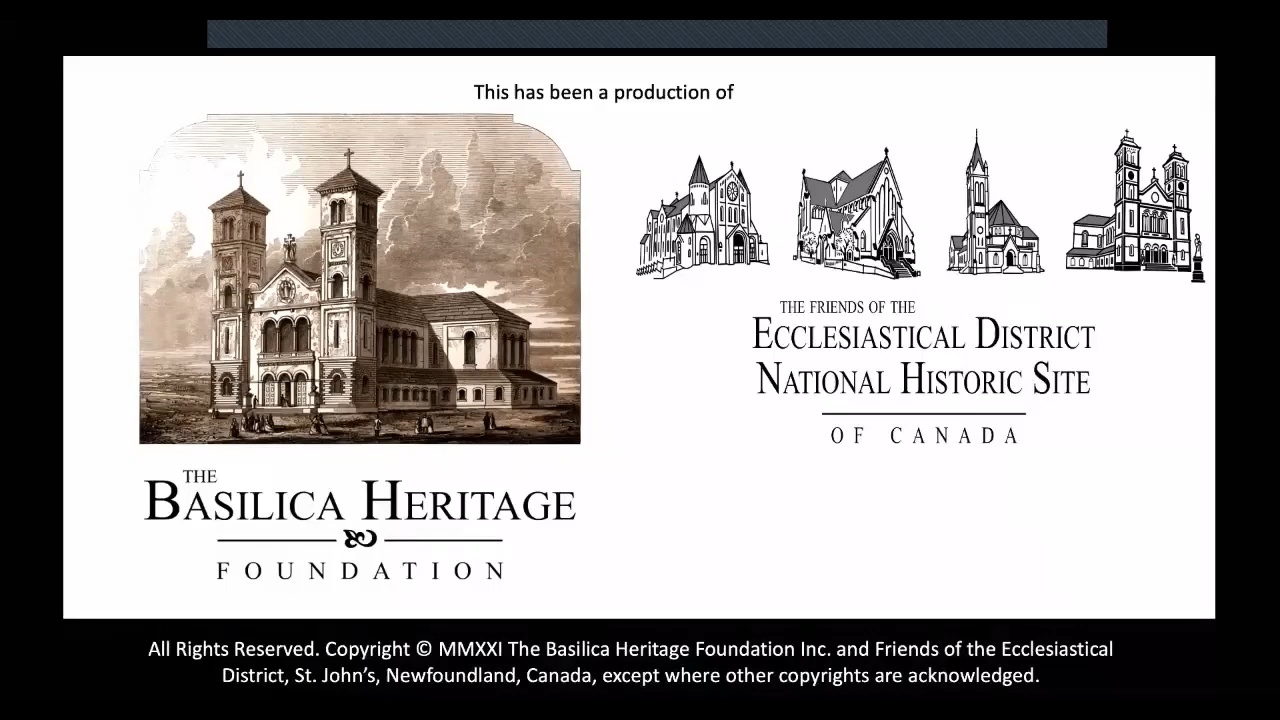 This has been a production of
THE
BASILICA HERITAGE
FOUNDATION
THE FRIENDS OF THE
ECCLESIASTICAL DISTRICT
NATIONAL HISTORIC SITE
OF CANADA
All Rights Reserved. Copyright © MMXXI The Basilica Heritage Foundation Inc. and Friends of the Ecclesiastical
District, St. John’s, Newfoundland, Canada, except where other copyrights are acknowledged.